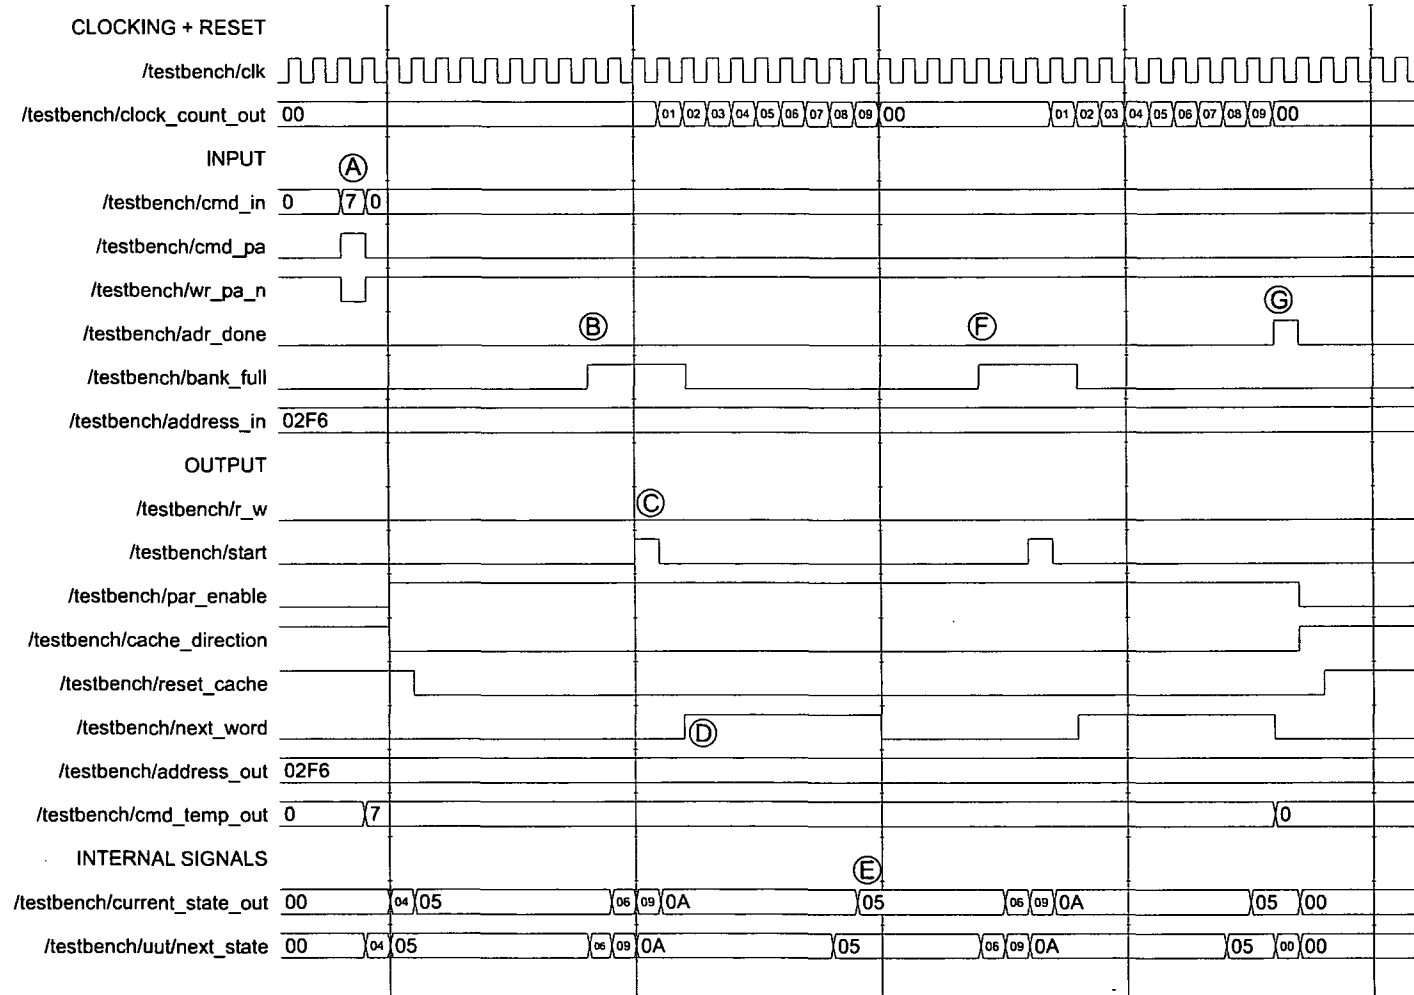 CLOCKING + RESET
/testbench/clk
/testbench/clock_count_out 00 01 02 03 04 05 06 07 08 09 00 01 02 03 04 05 06 07 08 09 00
INPUT A
/testbench/cmd_in 0 7 0
/testbench/cmd_pa
/testbench/wr_pa_n G
/testbench/adr_done B F
/testbench/bank_full
/testbench/address_in 02F6
OUTPUT
/testbench/r_w C
/testbench/start
/testbench/par_enable
/testbench/cache_direction
/testbench/reset_cache
/testbench/next_word D
/testbench/address_out 02F6
/testbench/cmd_temp_out 0 7 0
INTERNAL SIGNALS E
/testbench/current_state_out 00 04 05 06 09 0A 05 06 09 0A 05 00
/testbench/uut/next_state 00 04 05 06 09 0A 05 06 09 0A 05 00 00